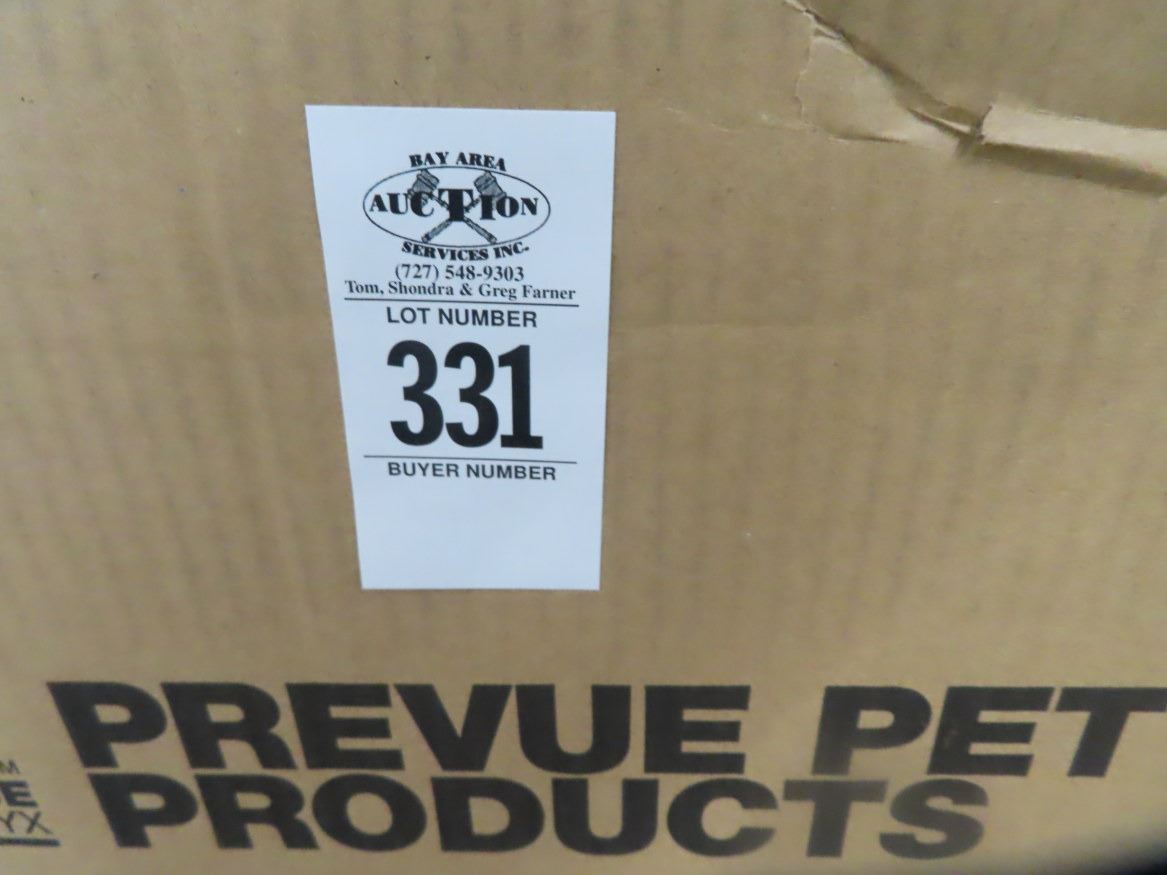 BAY AREA
AUCTION
SERVICES INC.
(727) 548-9303
Tom, Shondra & Greg Farner
LOT NUMBER
331
BUYER NUMBER
PREVUE PET
PRODUCTS